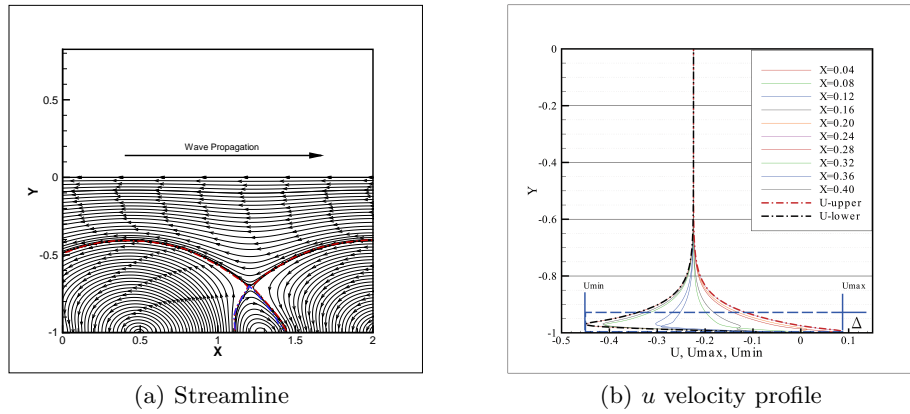 0.5
0
-0.5
-1
Y
0
0.5
1
1.5
2
X
Wave Propagation
(a) Streamline
0
-0.2
-0.4
-0.6
-0.8
-1
Y
-0.5
-0.4
-0.3
-0.2
-0.1
0
0.1
U, Umax, Umin
X=0.04
X=0.08
X=0.12
X=0.16
X=0.20
X=0.24
X=0.28
X=0.32
X=0.36
X=0.40
U-upper
U-lower
Umin
Umax
Δ
(b) u velocity profile